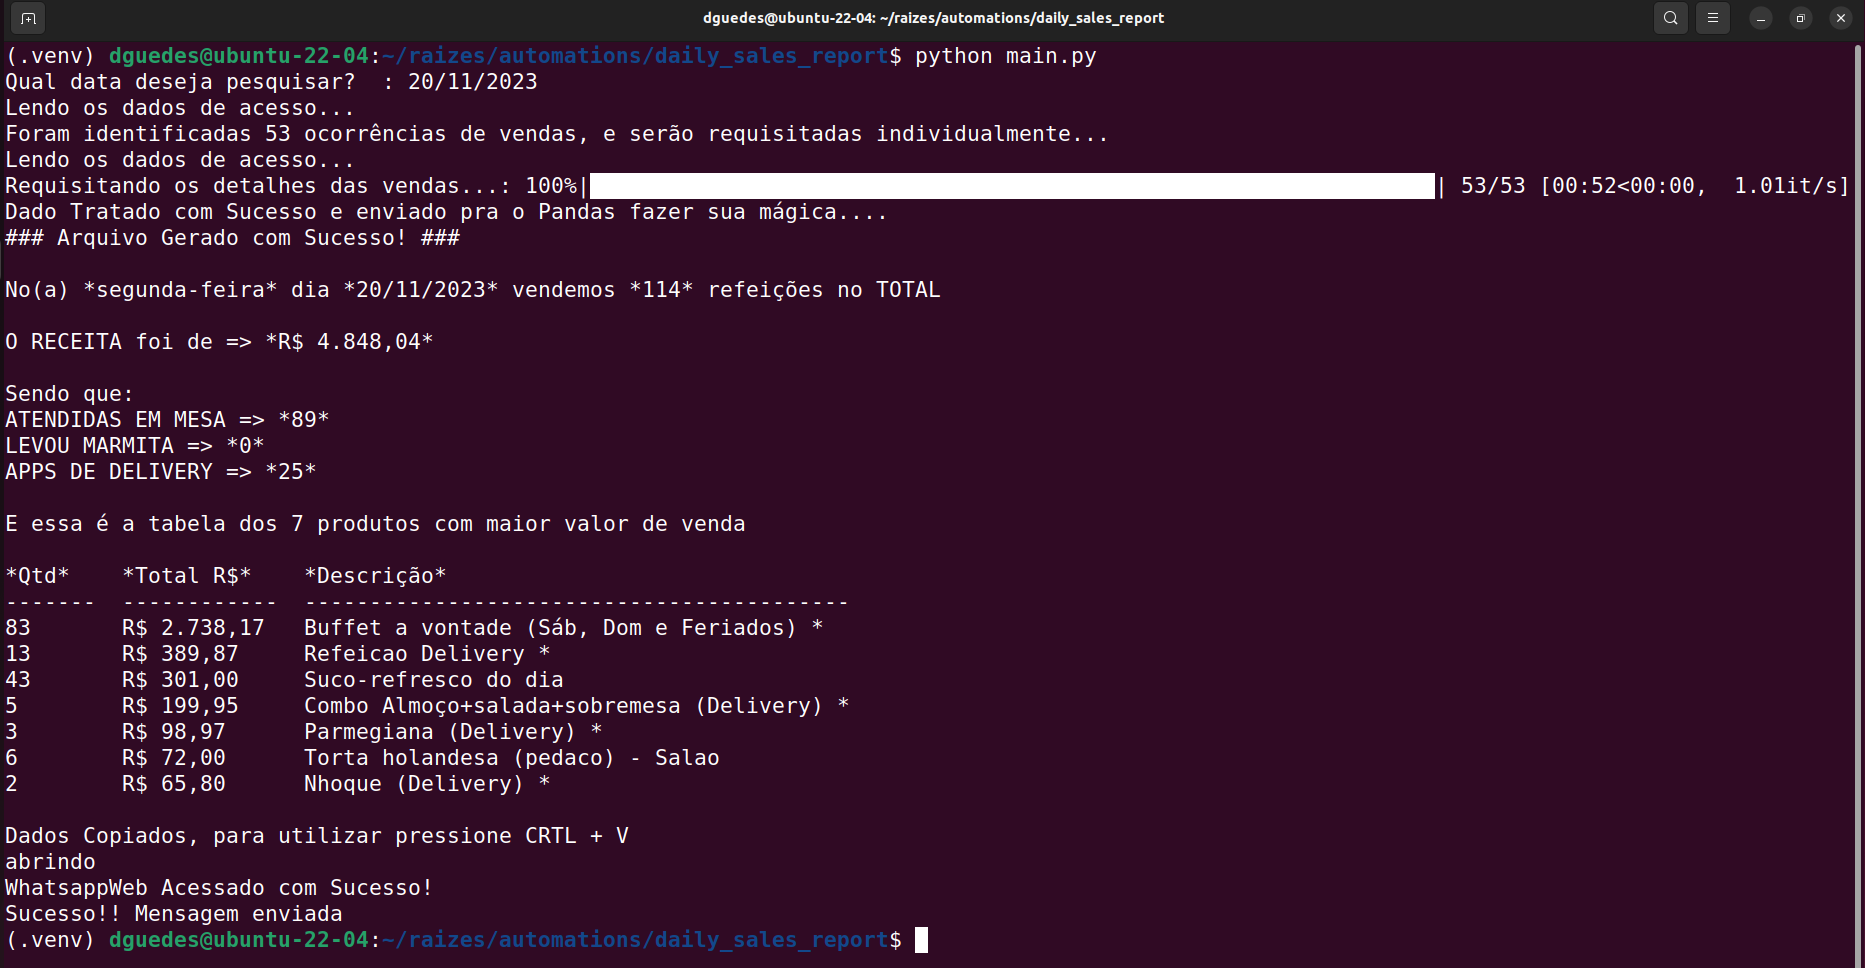 dguedes@ubuntu-22-04: ~/raizes/automations/daily_sales_report
(.venv) dguedes@ubuntu-22-04:~/raizes/automations/daily_sales_report$ python main.py
Qual data deseja pesquisar?  : 20/11/2023
Lendo os dados de acesso...
Foram identificadas 53 ocorrências de vendas, e serão requisitadas individualmente...
Lendo os dados de acesso...
Requisitando os detalhes das vendas...: 100%|██████████| 53/53 [00:52<00:00,  1.01it/s]
Dado Tratado com Sucesso e enviado pra o Pandas fazer sua mágica....
### Arquivo Gerado com Sucesso! ###
No(a) *segunda-feira* dia *20/11/2023* vendemos *114* refeições no TOTAL
O RECEITA foi de => *R$ 4.848,04*
Sendo que:
ATENDIDAS EM MESA => *89*
LEVOU MARMITA => *0*
APPS DE DELIVERY => *25*
E essa é a tabela dos 7 produtos com maior valor de venda
*Qtd*    *Total R$*    *Descrição*
-------  ------------  ------------------------------------------
83       R$ 2.738,17   Buffet a vontade (Sáb, Dom e Feriados) *
13       R$ 389,87     Refeicao Delivery *
43       R$ 301,00     Suco-refresco do dia
5        R$ 199,95     Combo Almoço+salada+sobremesa (Delivery) *
3        R$ 98,97      Parmegiana (Delivery) *
6        R$ 72,00      Torta holandesa (pedaco) - Salao
2        R$ 65,80      Nhoque (Delivery) *
Dados Copiados, para utilizar pressione CRTL + V
abrindo
WhatsappWeb Acessado com Sucesso!
Sucesso!! Mensagem enviada
(.venv) dguedes@ubuntu-22-04:~/raizes/automations/daily_sales_report$